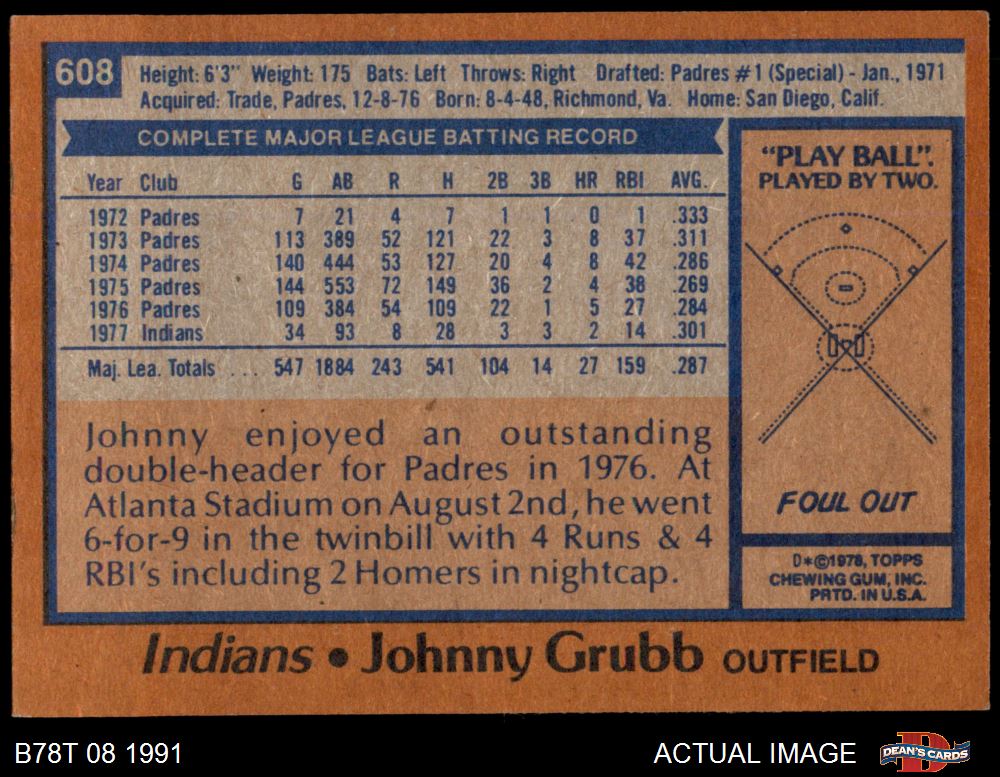 608
Height: 6'3" Weight: 175 Bats: Left Throws: Right Drafted: Padres #1 (Special) - Jan., 1971
Acquired: Trade, Padres, 12-8-76 Born: 8-4-48, Richmond, Va. Home: San Diego, Calif.
COMPLETE MAJOR LEAGUE BATTING RECORD
Year Club G AB R H 2B 3B HR RBI AVG.
1972 Padres 7 21 4 7 1 1 0 1 .333
1973 Padres 113 389 52 121 22 3 8 37 .311
1974 Padres 140 444 53 127 20 4 8 42 .286
1975 Padres 144 553 72 149 36 2 4 38 .269
1976 Padres 109 384 54 109 22 1 5 27 .284
1977 Indians 34 93 8 28 3 3 2 14 .301
Maj. Lea. Totals ... 547 1884 243 541 104 14 27 159 .287
Johnny enjoyed an outstanding
double-header for Padres in 1976. At
Atlanta Stadium on August 2nd, he went
6-for-9 in the twinbill with 4 Runs & 4
RBI's including 2 Homers in nightcap.
"PLAY BALL".
PLAYED BY TWO.
FOUL OUT
D*©1978, TOPPS
CHEWING GUM, INC.
PRTD. IN U.S.A.
Indians • Johnny Grubb OUTFIELD
B78T 08 1991
ACTUAL IMAGE
D
DEAN'S CARDS